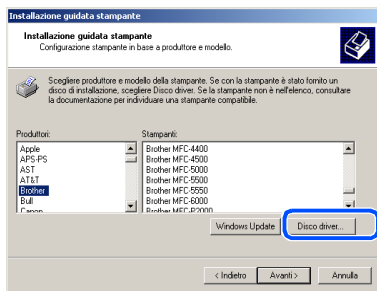 Installazione guidata stampante
Installazione guidata stampante
Configurazione stampante in base a produttore e modello.
Scegliere produttore e modello della stampante. Se con la stampante è stato fornito un
disco di installazione, scegliere Disco driver. Se la stampante non è nell'elenco, consultare
la documentazione per individuare una stampante compatibile.
Produttori:
Stampanti:
Apple
APS-PS
AST
AT&T
Brother
Bull
Canon
Brother MFC-4400
Brother MFC-4500
Brother MFC-5000
Brother MFC-5550
Brother MFC-5550
Brother MFC-6000
Brother MFC-P2000
Windows Update
Disco driver...
< Indietro
Avanti >
Annulla